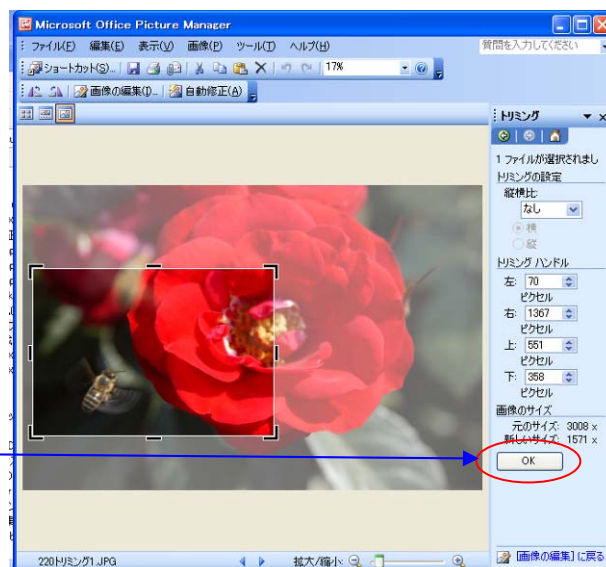 Microsoft Office Picture Manager
ファイル(F) 編集(E) 表示(V) 画像(P) ツール(T) ヘルプ(H)
質問を入力してください
ショートカット(S)... 17%
画像の編集(I)... 自動修正(A)
トリミング
1 ファイルが選択されまし
トリミングの設定
縦横比:
なし
横
縦
トリミング ハンドル
左: 70
ピクセル
右: 1367
ピクセル
上: 551
ピクセル
下: 358
ピクセル
画像のサイズ
元のサイズ: 3008 x
新しいサイズ: 1571 x
OK
[画像の編集] に戻る
220トリミング1.JPG
拡大/縮小: